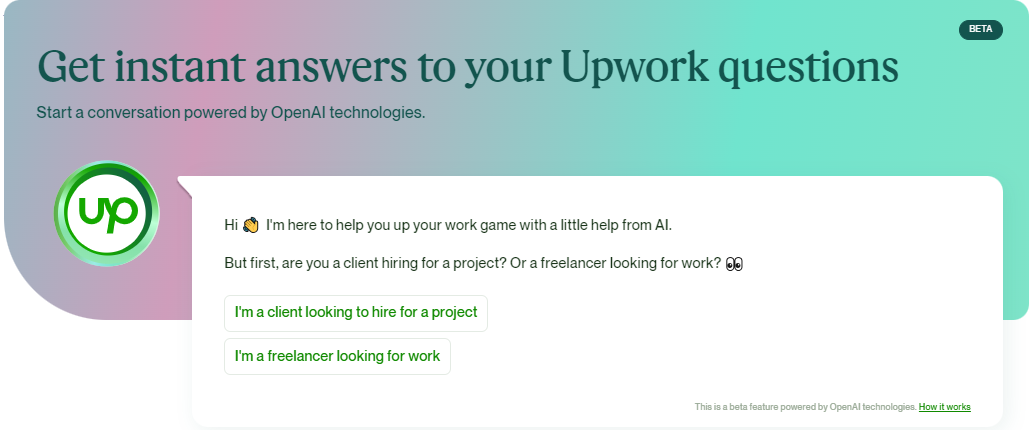 BETA
Get instant answers to your Upwork questions
Start a conversation powered by OpenAI technologies.
up
Hi 👏 I'm here to help you up your work game with a little help from AI.
But first, are you a client hiring for a project? Or a freelancer looking for work? 👀
I'm a client looking to hire for a project
I'm a freelancer looking for work
This is a beta feature powered by OpenAI technologies. How it works